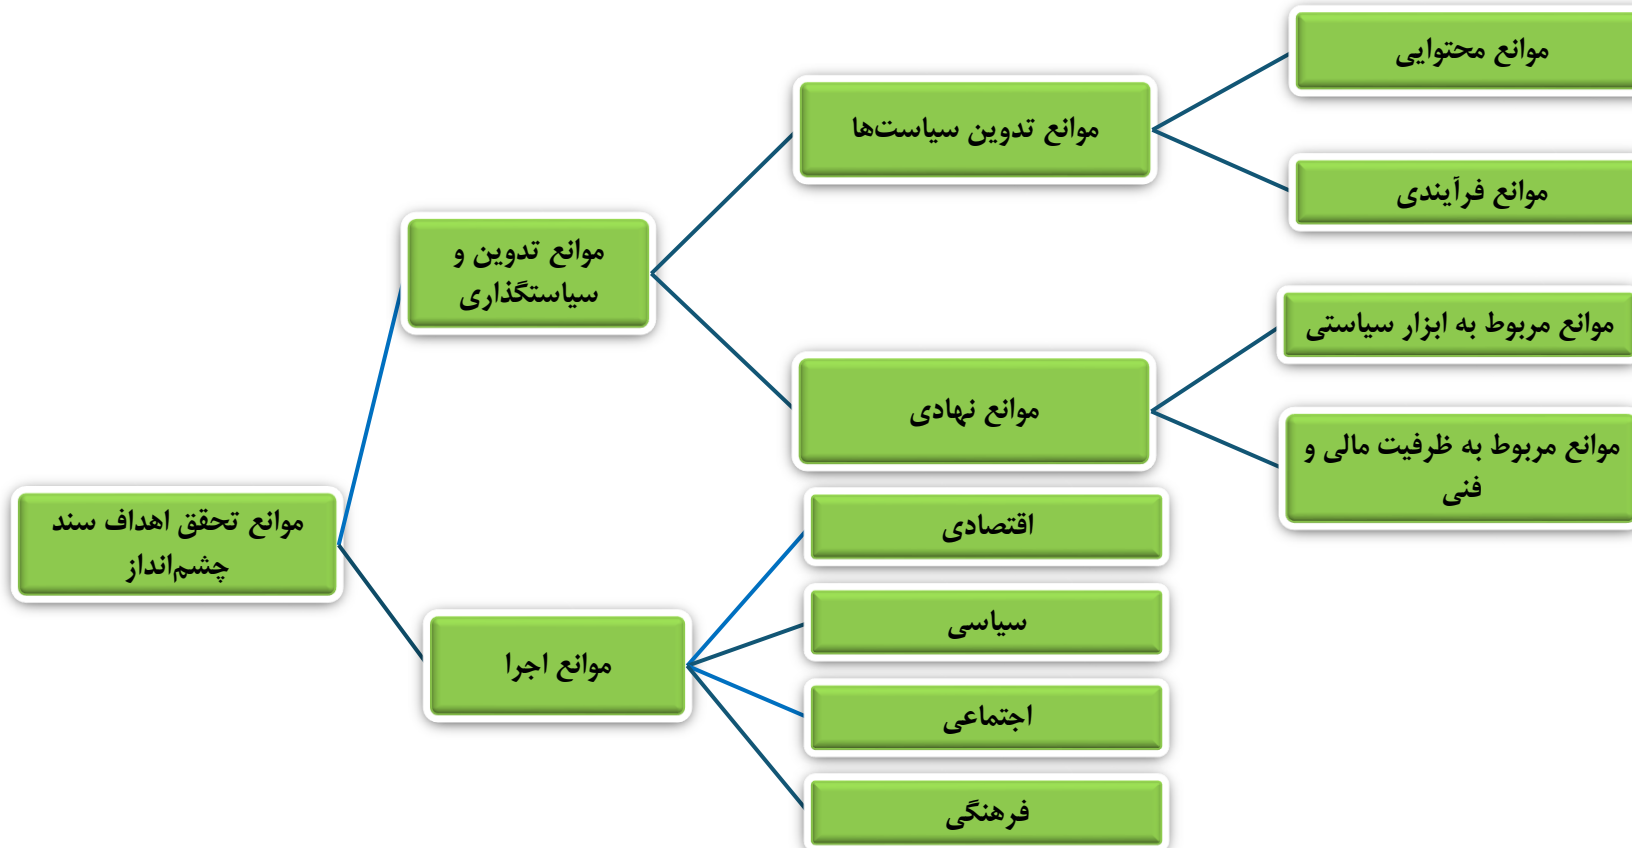 موانع تحقق اهداف سند
چشم‌انداز
موانع تدوین و
سیاستگذاری
موانع تدوین سیاست‌ها
موانع محتوایی
موانع فرآیندی
موانع نهادی
موانع مربوط به ابزار سیاستی
موانع مربوط به ظرفیت مالی و
فنی
موانع اجرا
اقتصادی
سیاسی
اجتماعی
فرهنگی